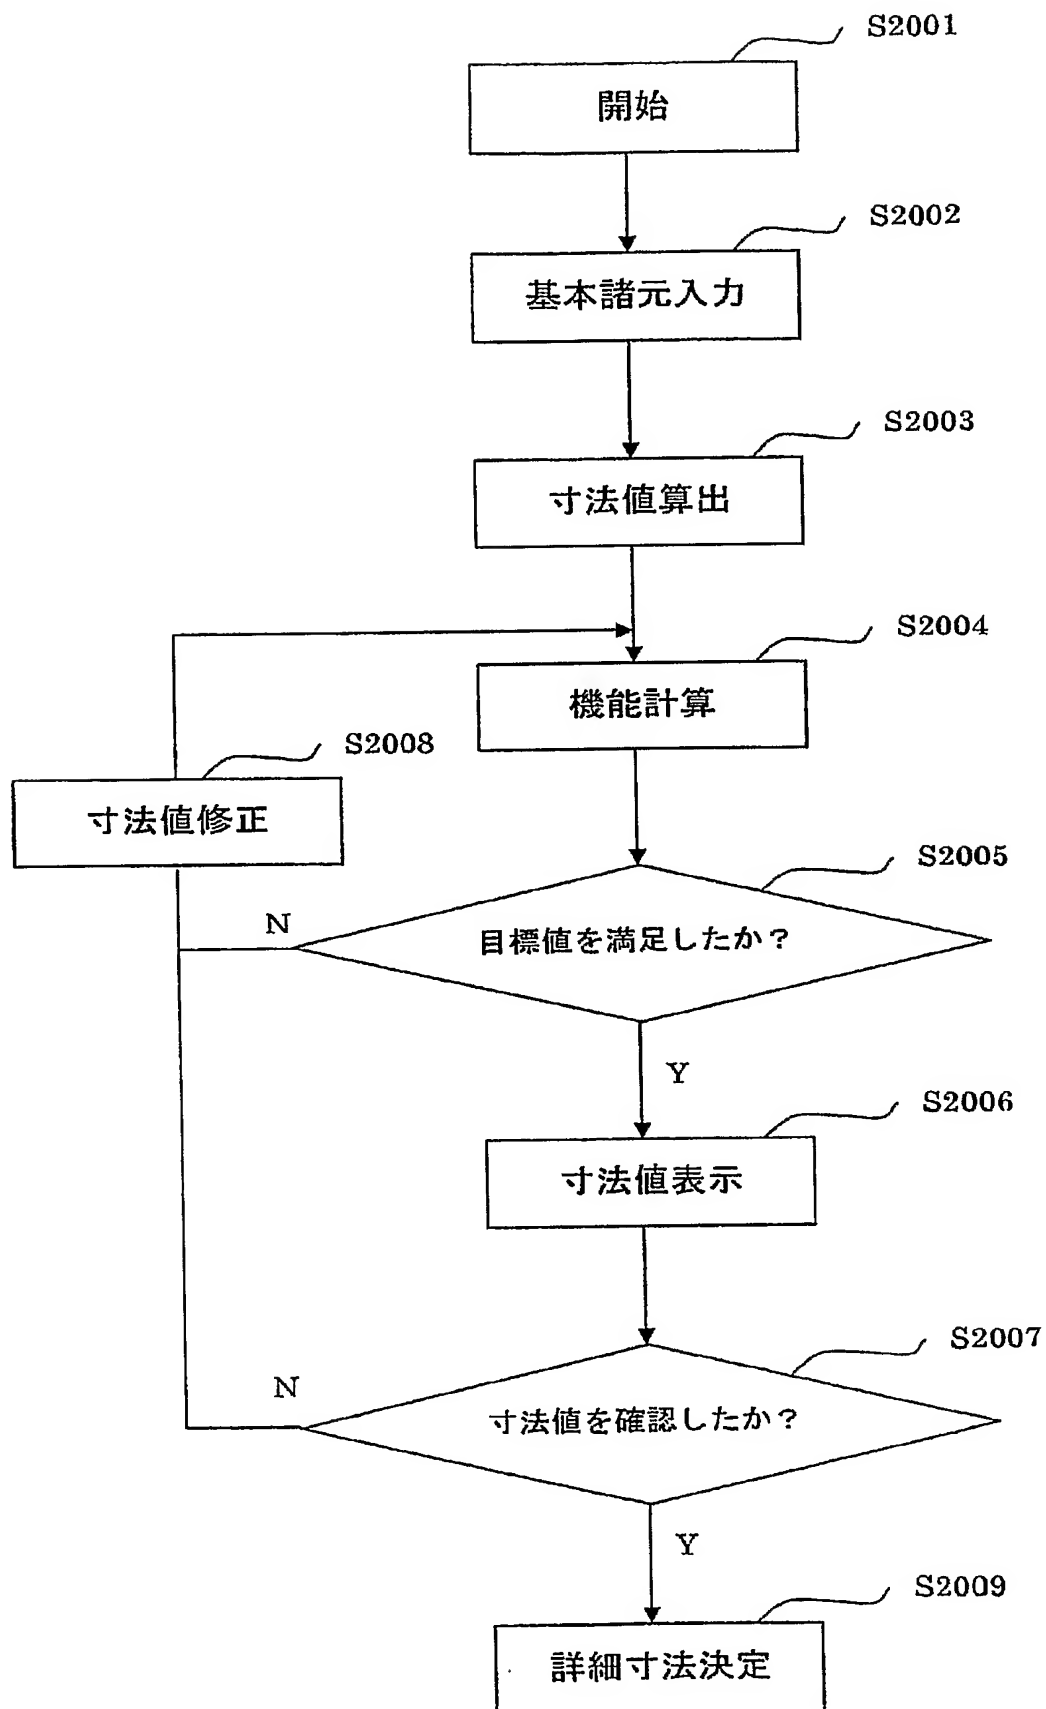 S2001
開始
S2002
基本諸元入力
S2003
寸法値算出
S2004
機能計算
S2008
寸法値修正
S2005
N
目標値を満足したか？
Y
S2006
寸法値表示
S2007
N
寸法値を確認したか？
Y
S2009
詳細寸法決定